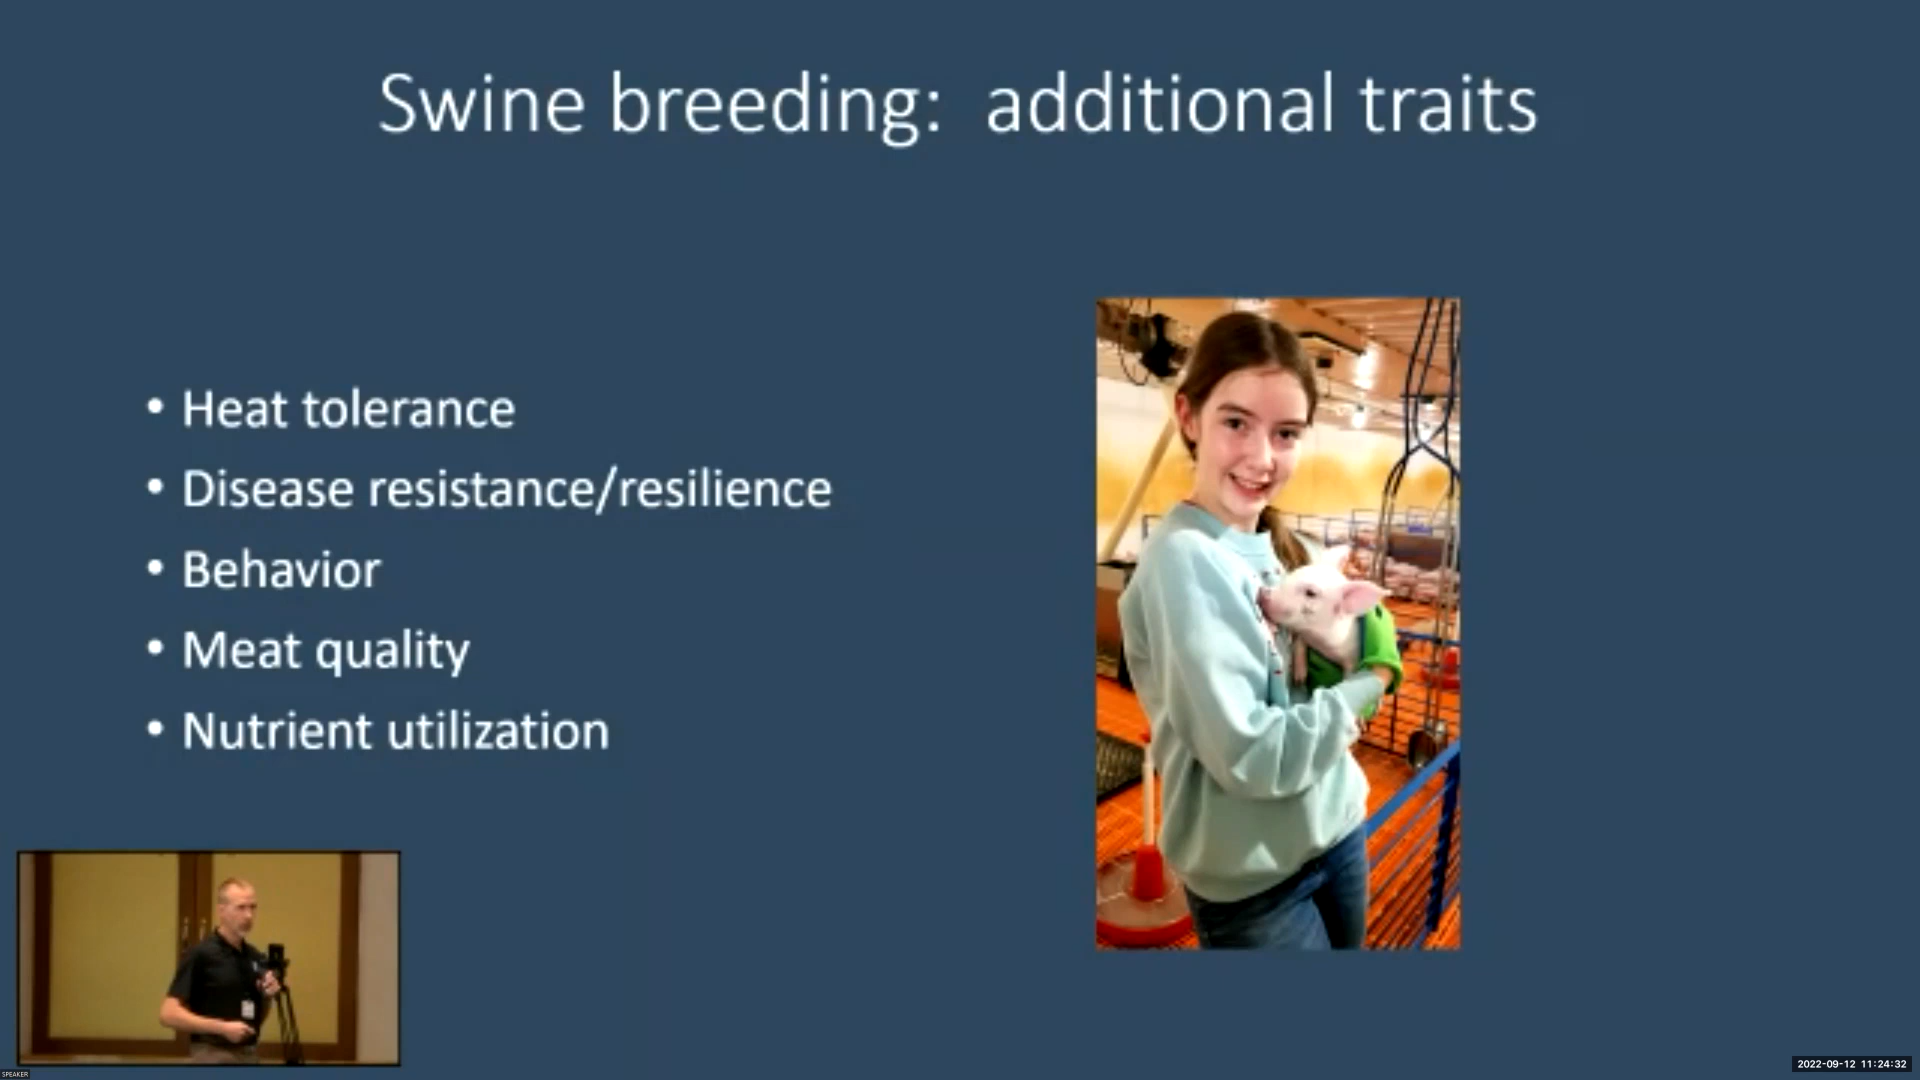 Swine breeding: additional traits
• Heat tolerance
• Disease resistance/resilience
• Behavior
• Meat quality
• Nutrient utilization
SPEAKER
2022-09-12 11:24:32